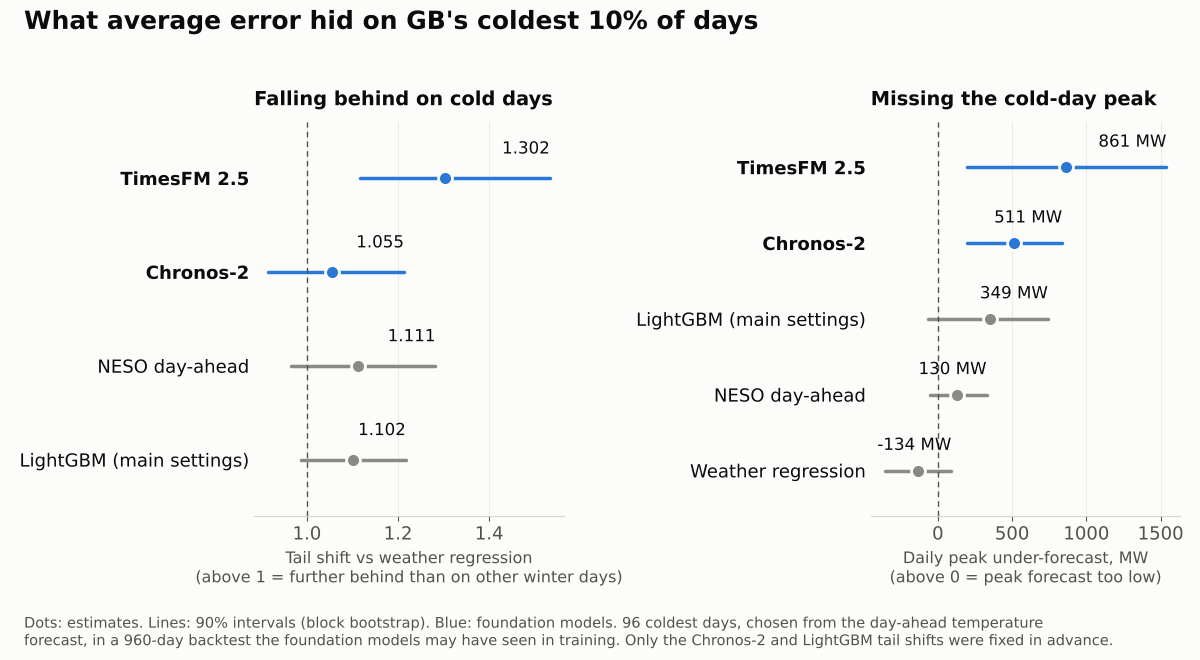 What average error hid on GB's coldest 10% of days
Falling behind on cold days
TimesFM 2.5
1.302
Chronos-2
1.055
NESO day-ahead
1.111
LightGBM (main settings)
1.102
1.0 1.2 1.4
Tail shift vs weather regression
(above 1 = further behind than on other winter days)
Missing the cold-day peak
TimesFM 2.5
861 MW
Chronos-2
511 MW
LightGBM (main settings)
349 MW
NESO day-ahead
130 MW
Weather regression
-134 MW
0 500 1000 1500
Daily peak under-forecast, MW
(above 0 = peak forecast too low)
Dots: estimates. Lines: 90% intervals (block bootstrap). Blue: foundation models. 96 coldest days, chosen from the day-ahead temperature
forecast, in a 960-day backtest the foundation models may have seen in training. Only the Chronos-2 and LightGBM tail shifts were fixed in advance.